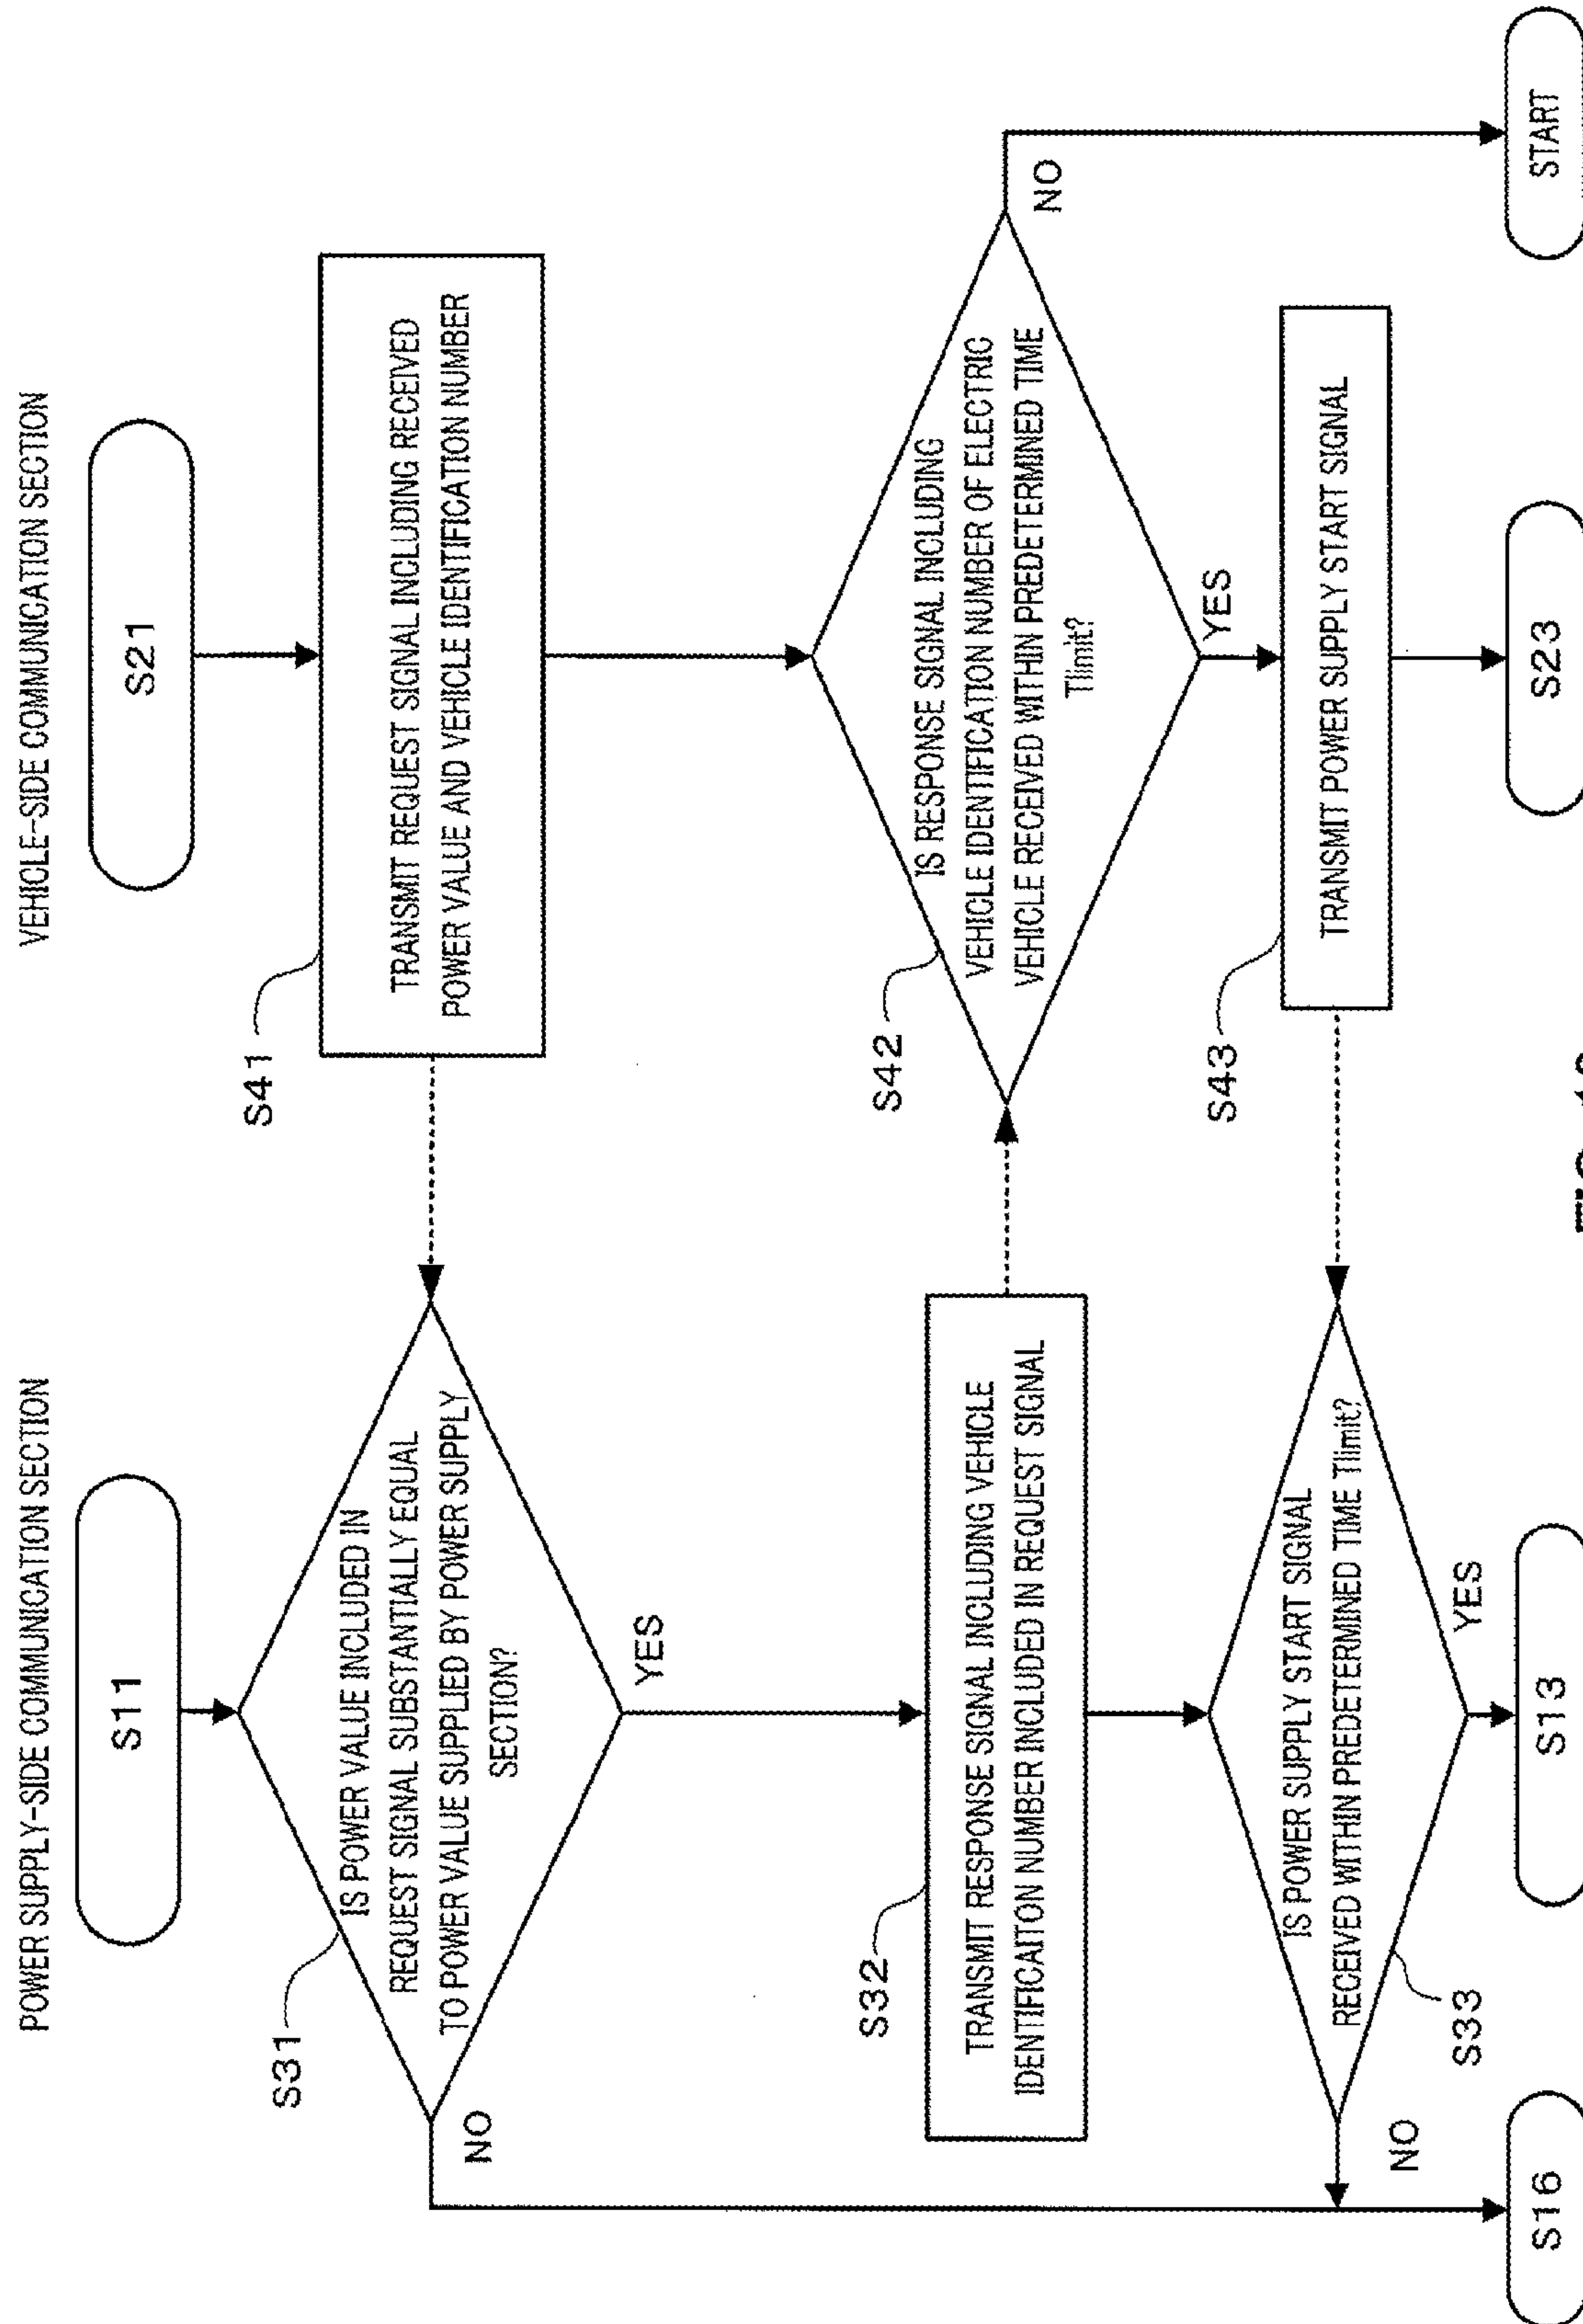 POWER SUPPLY-SIDE COMMUNICATION SECTION
S11
S31
IS POWER VALUE INCLUDED IN
REQUEST SIGNAL SUBSTANTIALLY EQUAL
TO POWER VALUE SUPPLIED BY POWER SUPPLY
SECTION?
NO
YES
S32
TRANSMIT RESPONSE SIGNAL INCLUDING VEHICLE
IDENTIFICAITON NUMBER INCLUDED IN REQUEST SIGNAL
IS POWER SUPPLY START SIGNAL
RECEIVED WITHIN PREDETERMINED TIME Tlimit?
S33
NO
YES
S16
S13
VEHICLE-SIDE COMMUNICATION SECTION
S21
S41
TRANSMIT REQUEST SIGNAL INCLUDING RECEIVED
POWER VALUE AND VEHICLE IDENTIFICATION NUMBER
S42
IS RESPONSE SIGNAL INCLUDING
VEHICLE IDENTIFICATION NUMBER OF ELECTRIC
VEHICLE RECEIVED WITHIN PREDETERMINED TIME
Tlimit?
NO
YES
S43
TRANSMIT POWER SUPPLY START SIGNAL
S23
START